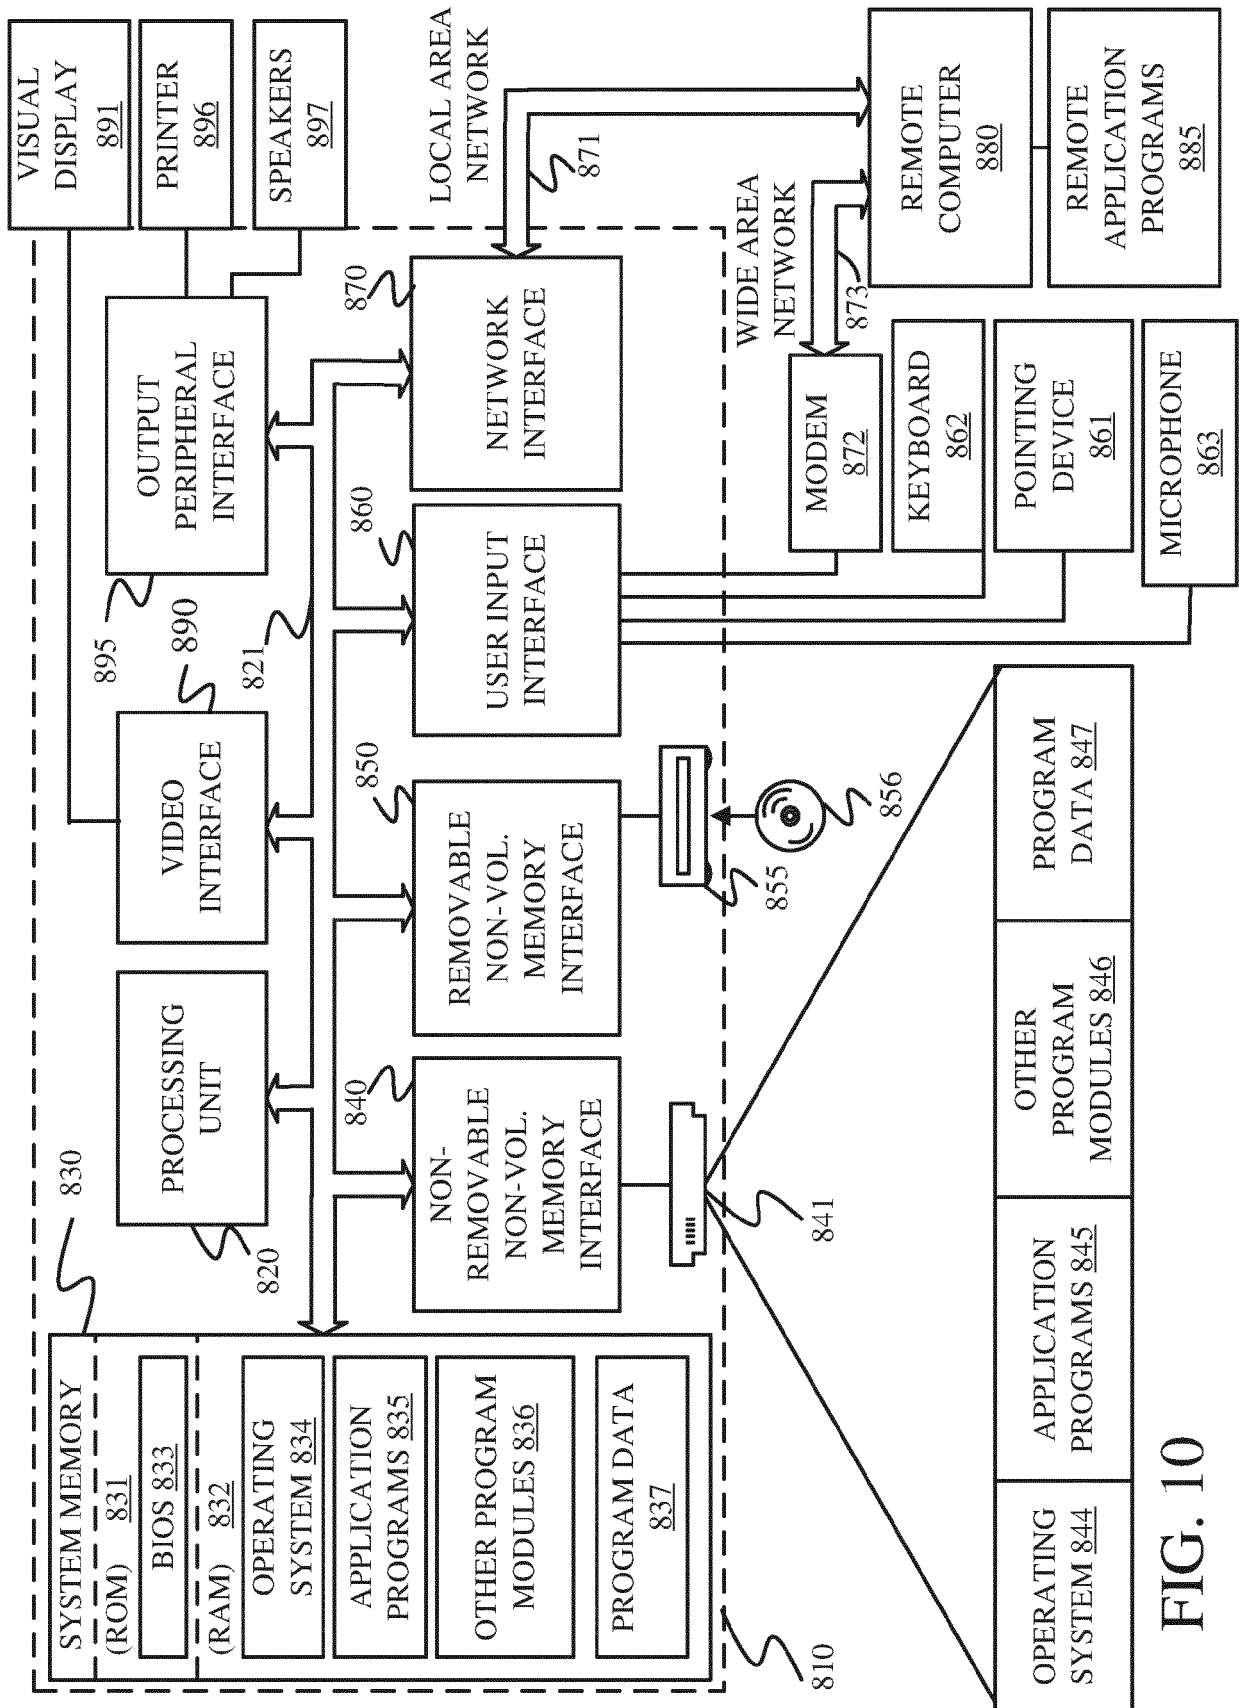 SYSTEM MEMORY
(ROM) 831
BIOS 833
(RAM) 832
OPERATING
SYSTEM 834
APPLICATION
PROGRAMS 835
OTHER PROGRAM
MODULES 836
PROGRAM DATA
837
830
PROCESSING
UNIT
820
VIDEO
INTERFACE
890
OUTPUT
PERIPHERAL
INTERFACE
895
821
VISUAL
DISPLAY
891
PRINTER
896
SPEAKERS
897
NON-
REMOVABLE
NON-VOL.
MEMORY
INTERFACE
840
REMOVABLE
NON-VOL.
MEMORY
INTERFACE
850
USER INPUT
INTERFACE
860
NETWORK
INTERFACE
870
LOCAL AREA
NETWORK
871
810
841
855
856
WIDE AREA
NETWORK
873
MODEM
872
KEYBOARD
862
POINTING
DEVICE
861
MICROPHONE
863
REMOTE
COMPUTER
880
REMOTE
APPLICATION
PROGRAMS
885
OPERATING
SYSTEM 844
APPLICATION
PROGRAMS 845
OTHER
PROGRAM
MODULES 846
PROGRAM
DATA 847
FIG. 10